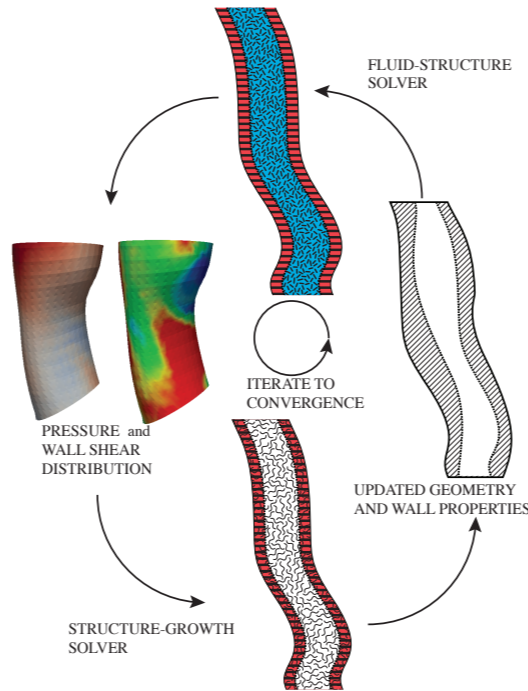 FLUID-STRUCTURE
SOLVER
ITERATE TO
CONVERGENCE
PRESSURE and
WALL SHEAR
DISTRIBUTION
UPDATED GEOMETRY
AND WALL PROPERTIES
STRUCTURE-GROWTH
SOLVER